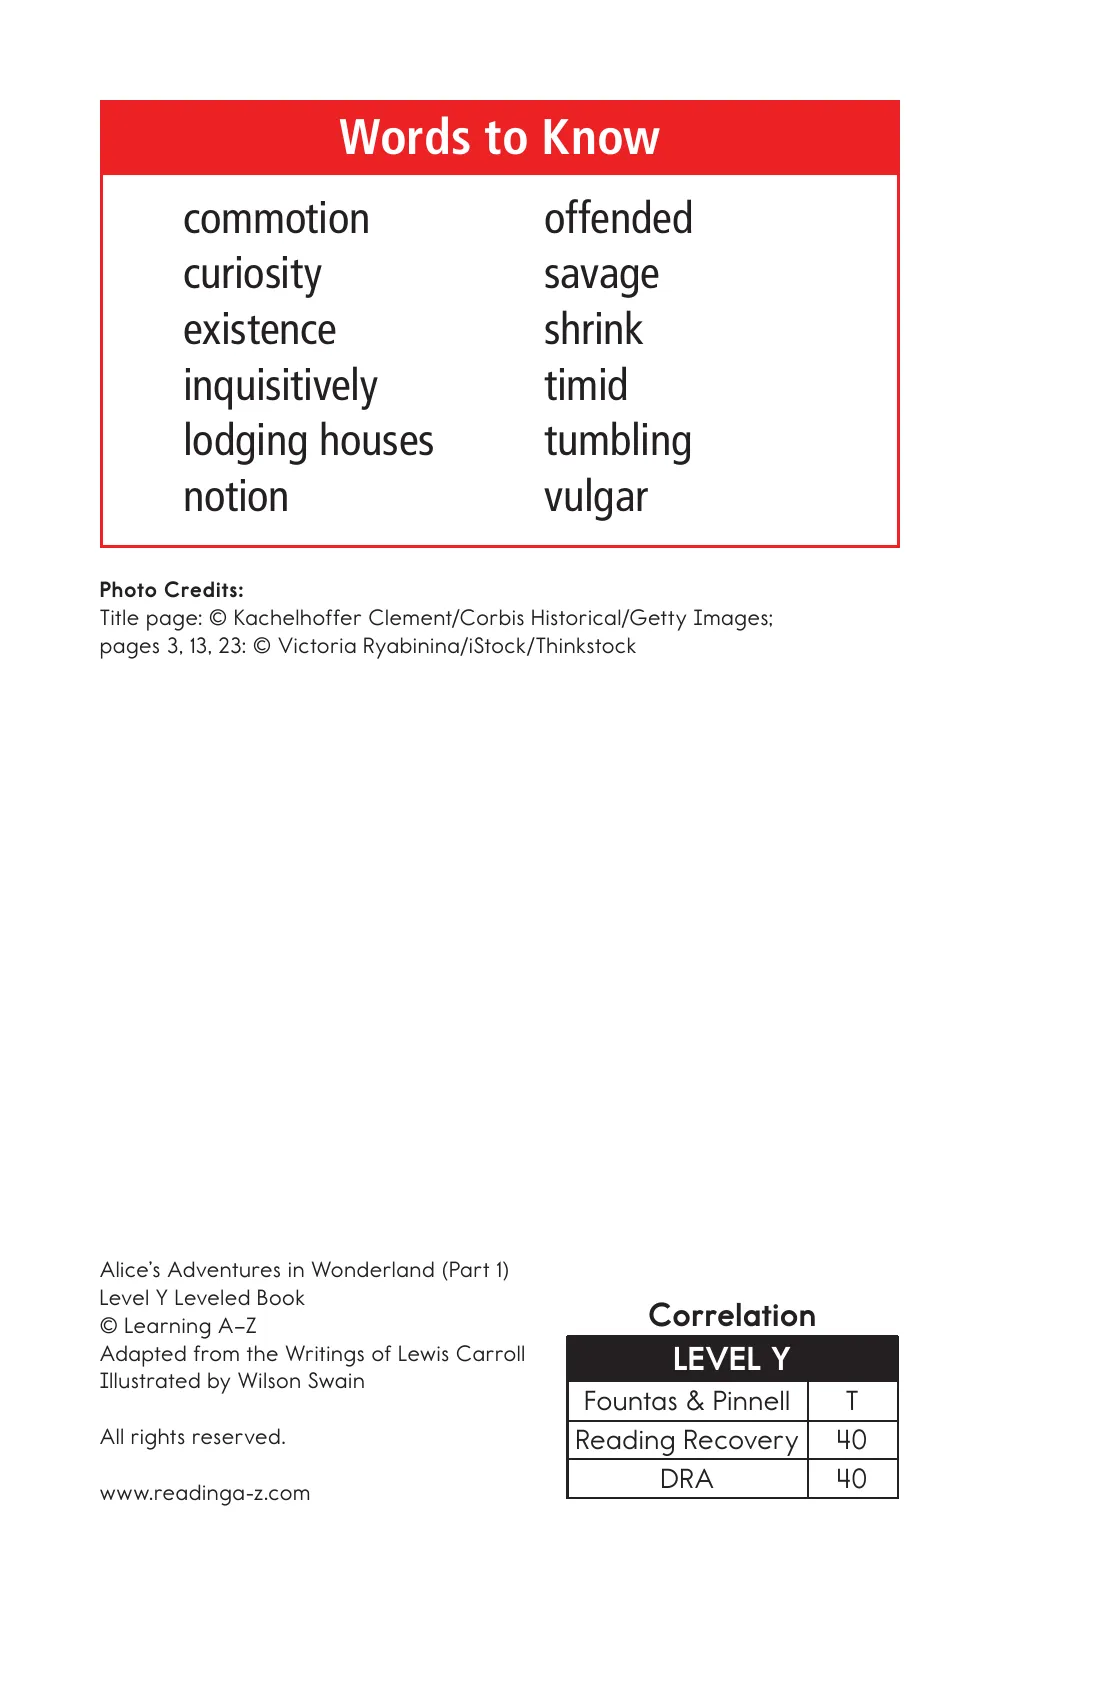 Words to Know
commotion
curiosity
existence
inquisitively
lodging houses
notion
offended
savage
shrink
timid
tumbling
vulgar
Photo Credits:
Title page: © Kachelhoffer Clement/Corbis Historical/Getty Images;
pages 3, 13, 23: © Victoria Ryabinina/iStock/Thinkstock
Alice’s Adventures in Wonderland (Part 1)
Level Y Leveled Book
© Learning A–Z
Adapted from the Writings of Lewis Carroll
Illustrated by Wilson Swain
All rights reserved.
www.readinga-z.com
Correlation
LEVEL Y
Fountas & Pinnell T
Reading Recovery 40
DRA 40